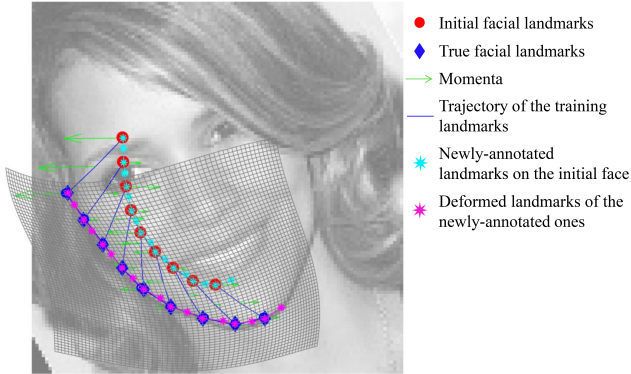 Initial facial landmarks
True facial landmarks
Momenta
Trajectory of the training
landmarks
Newly-annotated
landmarks on the initial face
Deformed landmarks of the
newly-annotated ones